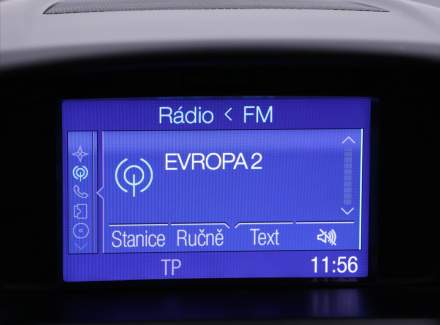 Rádio < FM
EVROPA 2
Stanice Ručně Text
TP 11:56